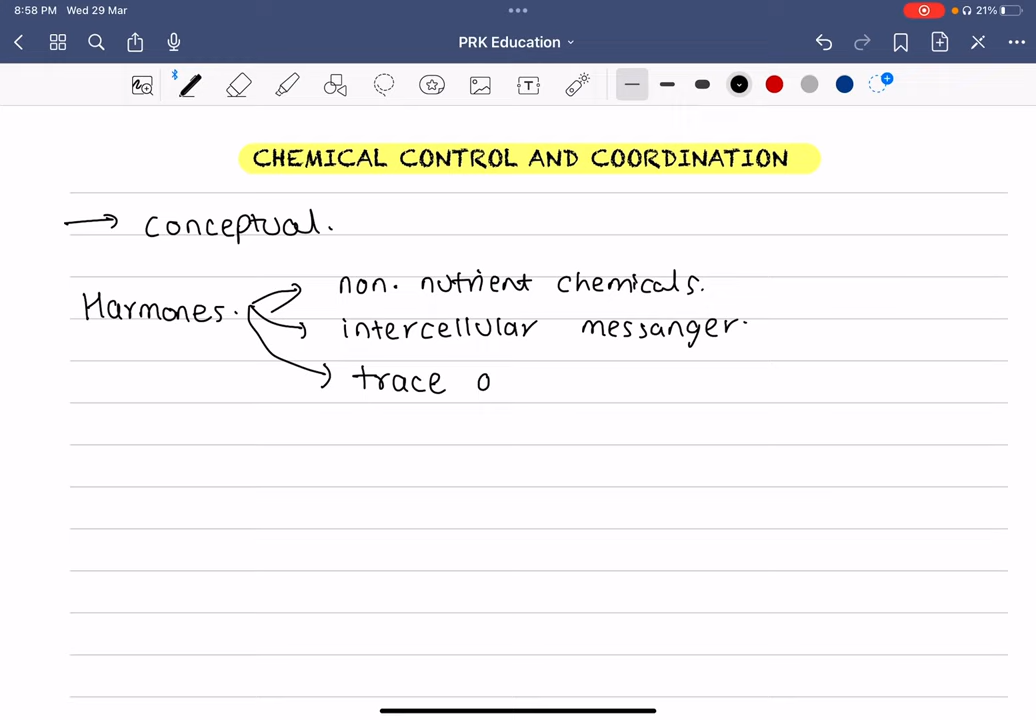 8:58 PM Wed 29 Mar
21%
PRK Education
T
CHEMICAL CONTROL AND COORDINATION
conceptual.
non. nutrient chemicals.
Harmones.
intercellular messanger.
trace o